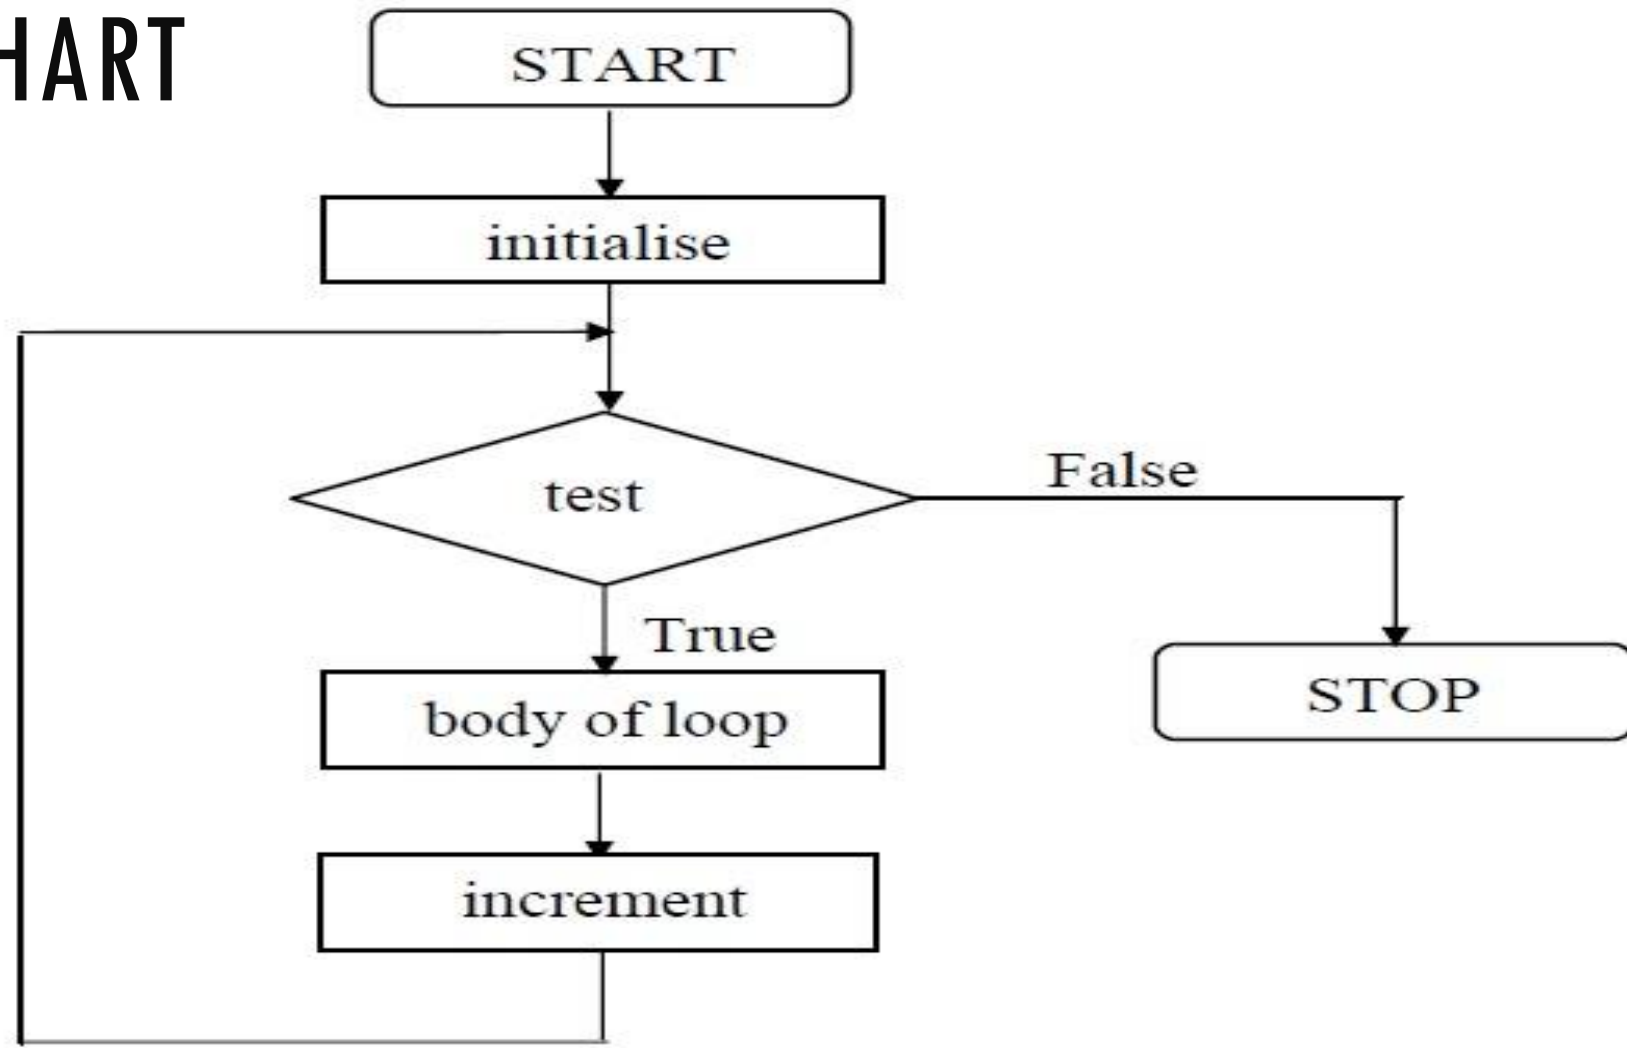 HART
START
initialise
test
False
True
body of loop
STOP
increment